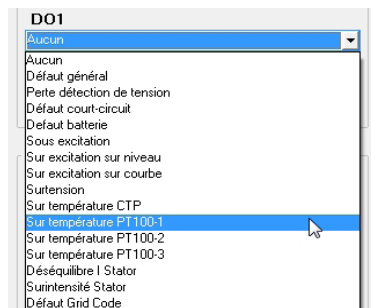 DO1
Aucun
Aucun
Défaut général
Perte détection de tension
Défaut court-circuit
Defaut batterie
Sous excitation
Sur excitation sur niveau
Sur excitation sur courbe
Surtension
Sur température CTP
Sur température PT100-1
Sur température PT100-2
Sur température PT100-3
Déséquilibre I Stator
Surintensité Stator
Défaut Grid Code